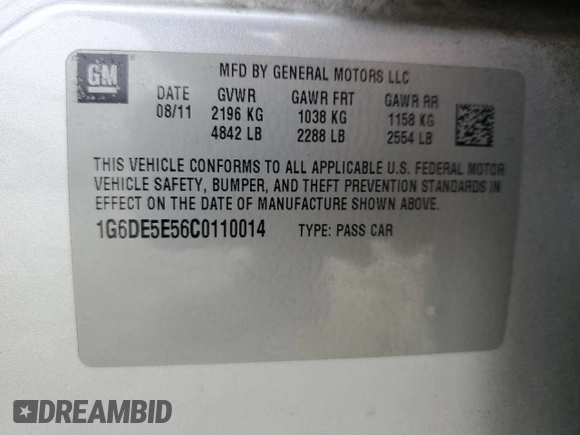 GM
MFD BY GENERAL MOTORS LLC
DATE GVWR GAWR FRT GAWR RR
08/11 2196 KG 1038 KG 1158 KG
4842 LB 2288 LB 2554 LB
THIS VEHICLE CONFORMS TO ALL APPLICABLE U.S. FEDERAL MOTOR
VEHICLE SAFETY, BUMPER, AND THEFT PREVENTION STANDARDS IN
EFFECT ON THE DATE OF MANUFACTURE SHOWN ABOVE.
1G6DE5E56C0110014 TYPE: PASS CAR
DREAMBID